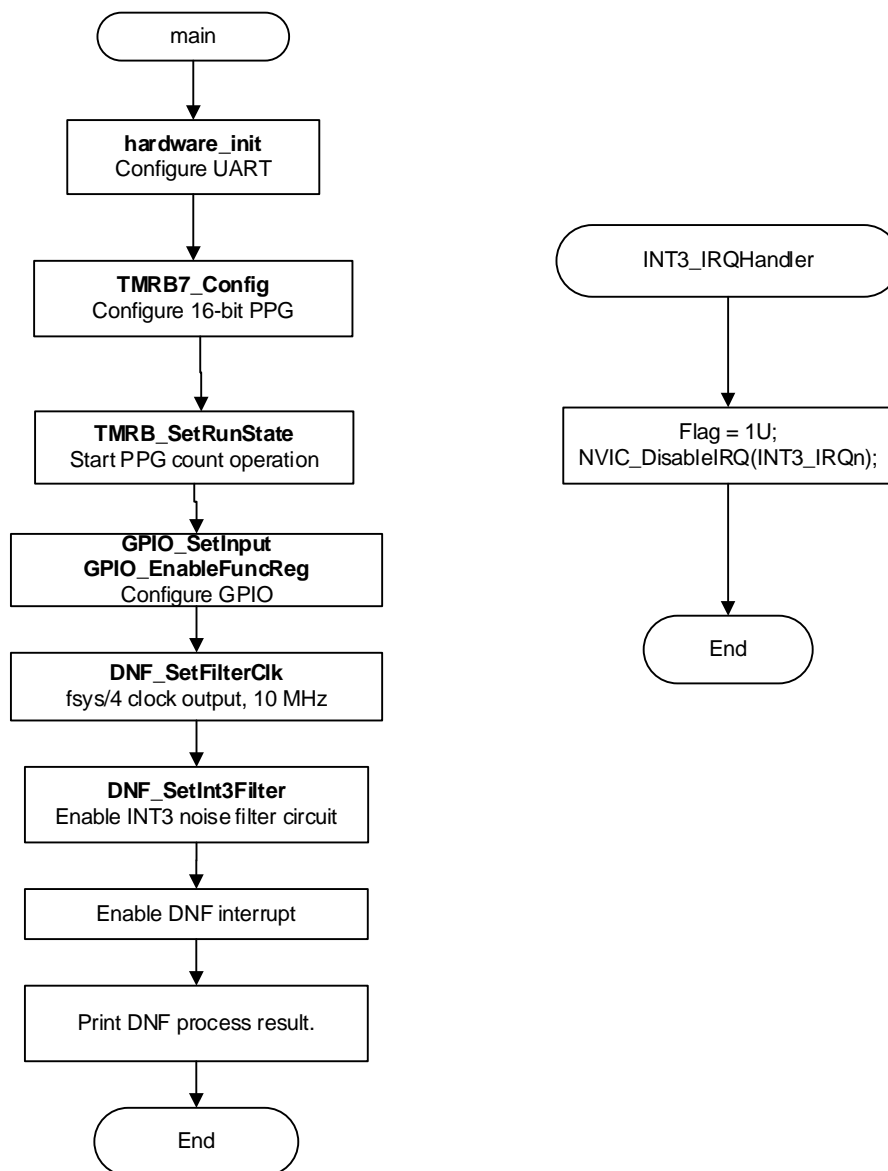 main
hardware_init
Configure UART
TMRB7_Config
Configure 16-bit PPG
TMRB_SetRunState
Start PPG count operation
GPIO_SetInput
GPIO_EnableFuncReg
Configure GPIO
DNF_SetFilterClk
fsys/4 clock output, 10 MHz
DNF_SetInt3Filter
Enable INT3 noise filter circuit
Enable DNF interrupt
Print DNF process result.
End
INT3_IRQHandler
Flag = 1U;
NVIC_DisableIRQ(INT3_IRQn);
End